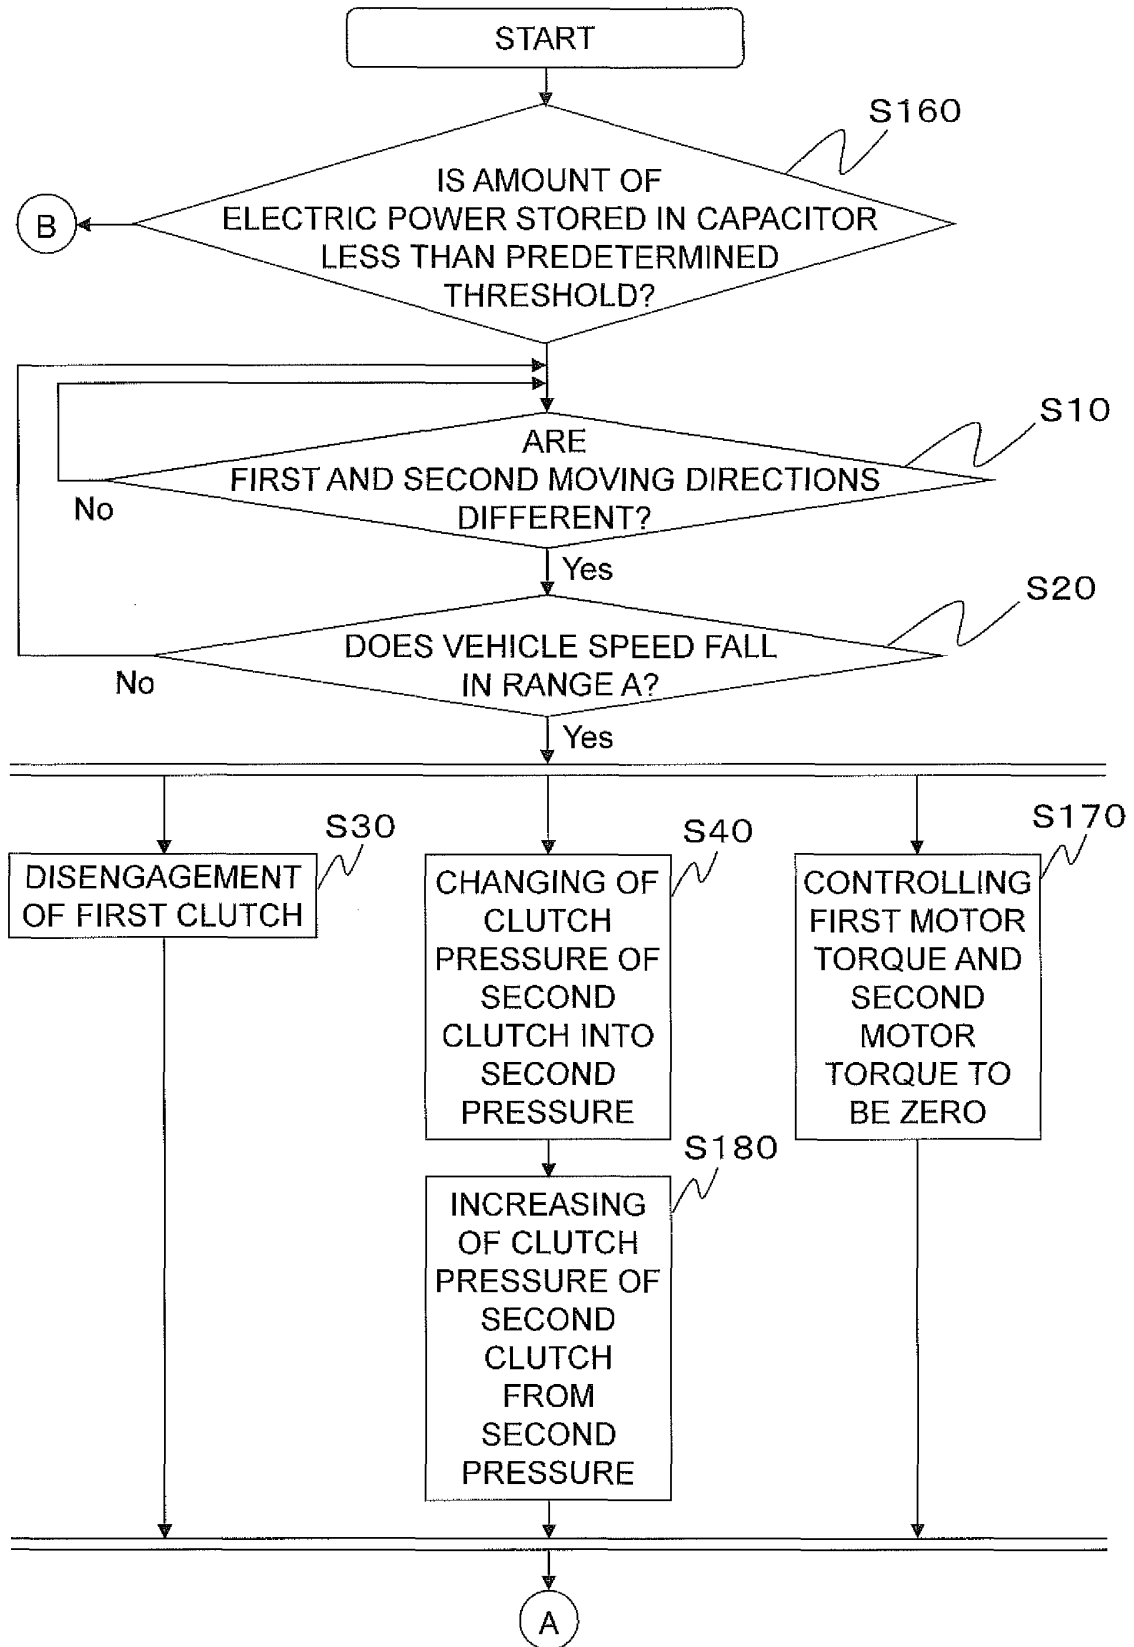 START
S160
IS AMOUNT OF
ELECTRIC POWER STORED IN CAPACITOR
LESS THAN PREDETERMINED
THRESHOLD?
B
S10
ARE
FIRST AND SECOND MOVING DIRECTIONS
DIFFERENT?
No
Yes
S20
DOES VEHICLE SPEED FALL
IN RANGE A?
No
Yes
S30
DISENGAGEMENT
OF FIRST CLUTCH
S40
CHANGING OF
CLUTCH
PRESSURE OF
SECOND
CLUTCH INTO
SECOND
PRESSURE
S170
CONTROLLING
FIRST MOTOR
TORQUE AND
SECOND
MOTOR
TORQUE TO
BE ZERO
S180
INCREASING
OF CLUTCH
PRESSURE OF
SECOND
CLUTCH
FROM
SECOND
PRESSURE
A